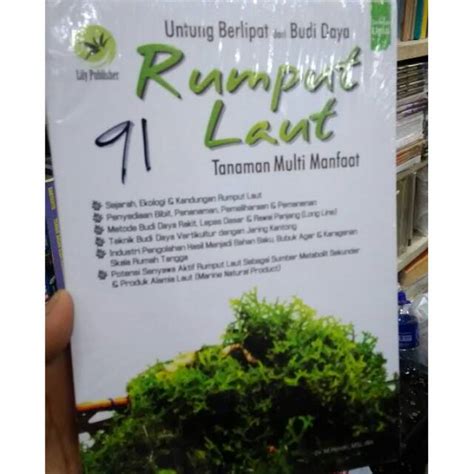 Untung Berlipat dari Budi Daya
Lily Publisher
Rumput
Laut
91
Tanaman Multi Manfaat
Sejarah, Ekologi & Kandungan Rumput Laut
Penyediaan Bibit, Penanaman, Pemeliharaan & Pemanenan
Metode Budi Daya Rakit, Lepas Dasar & Rawai Panjang (Long Line)
Teknik Budi Daya Vertikultur dengan Jaring Kantong
Industri Pengolahan Hasil Menjadi Bahan Baku, Bubuk Agar & Karaginan
Skala Rumah Tangga
Potensi Senyawa Aktif Rumput Laut Sebagai Sumber Metabolit Sekunder
& Produk Alamia Laut (Marine Natural Product)